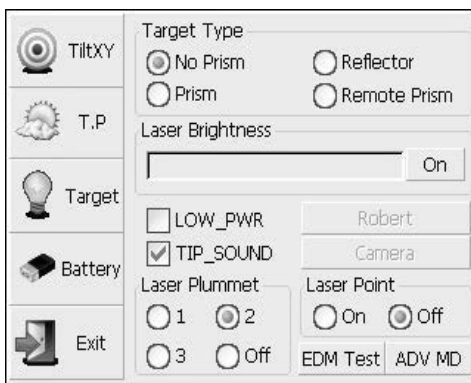 TiltXY
T.P
Target
Battery
Exit
Target Type
No Prism
Reflector
Prism
Remote Prism
Laser Brightness
On
LOW_PWR
Robert
TIP_SOUND
Camera
Laser Plummet
1
2
3
Off
Laser Point
On
Off
EDM Test
ADV MD